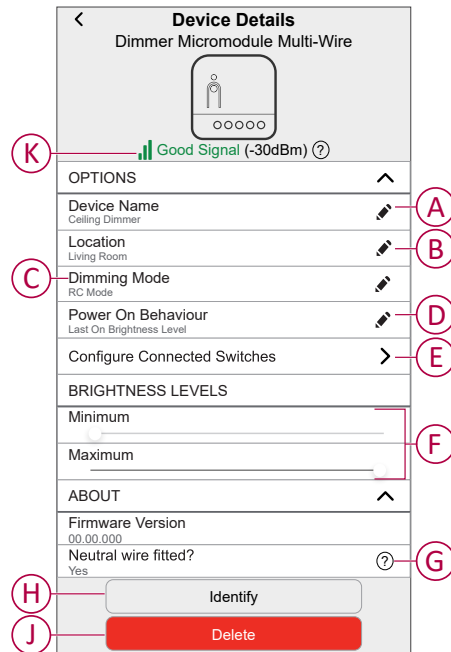 Device Details
Dimmer Micromodule Multi-Wire
K
Good Signal (-30dBm) ?
OPTIONS
Device Name
A
Ceiling Dimmer
Location
B
Living Room
C
Dimming Mode
RC Mode
Power On Behaviour
D
Last On Brightness Level
Configure Connected Switches
E
BRIGHTNESS LEVELS
Minimum
F
Maximum
ABOUT
Firmware Version
00.00.000
Neutral wire fitted?
? G
Yes
H
Identify
J
Delete